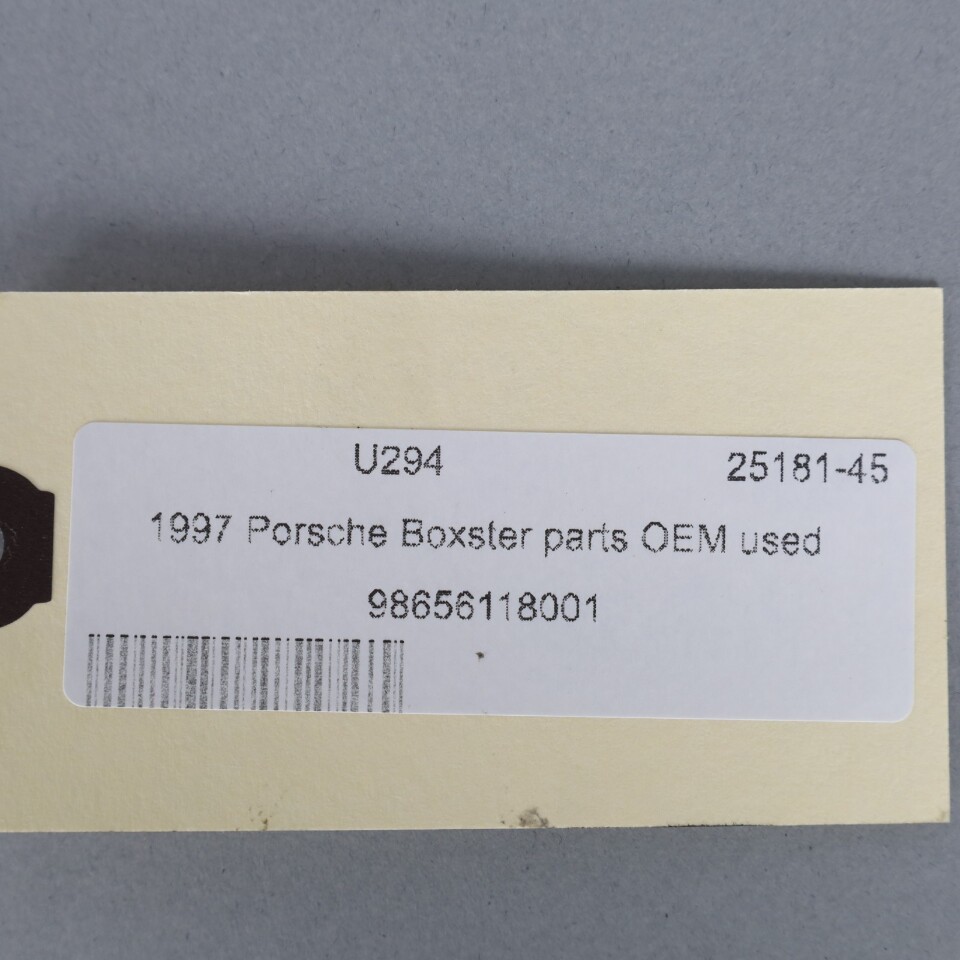 U294 25181-45
1997 Porsche Boxster parts OEM used
98656118001